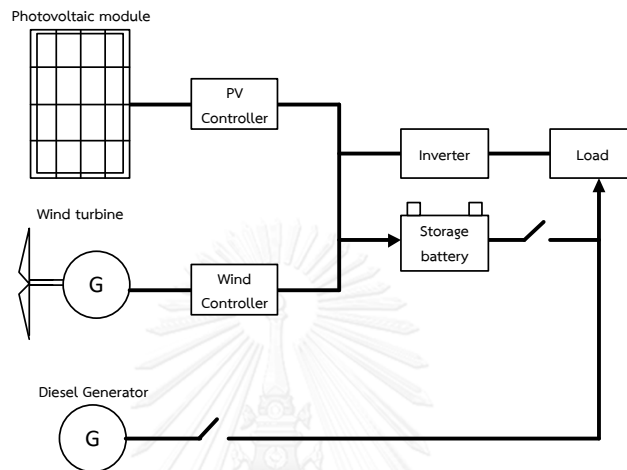 Photovoltaic module
PV
Controller
Inverter
Load
Wind turbine
G
Wind
Controller
Storage
battery
Diesel Generator
G